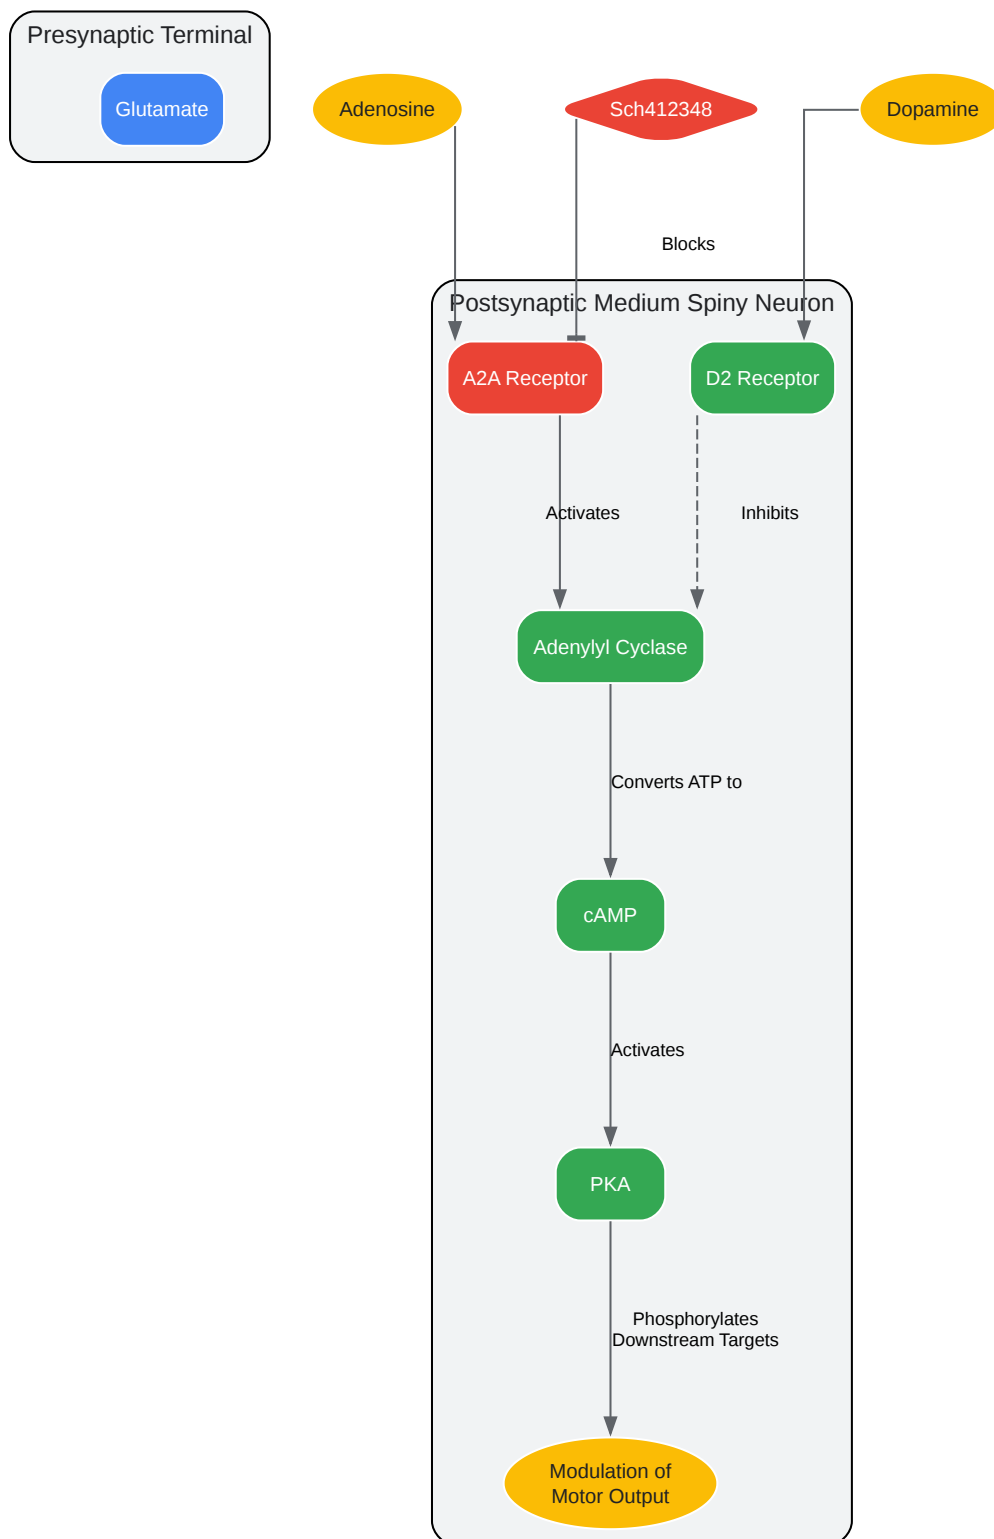 Presynaptic Terminal
Glutamate
Adenosine
Sch412348
Dopamine
Blocks
Postsynaptic Medium Spiny Neuron
A2A Receptor
D2 Receptor
Activates
Inhibits
Adenylyl Cyclase
Converts ATP to
cAMP
Activates
PKA
Phosphorylates
Downstream Targets
Modulation of
Motor Output